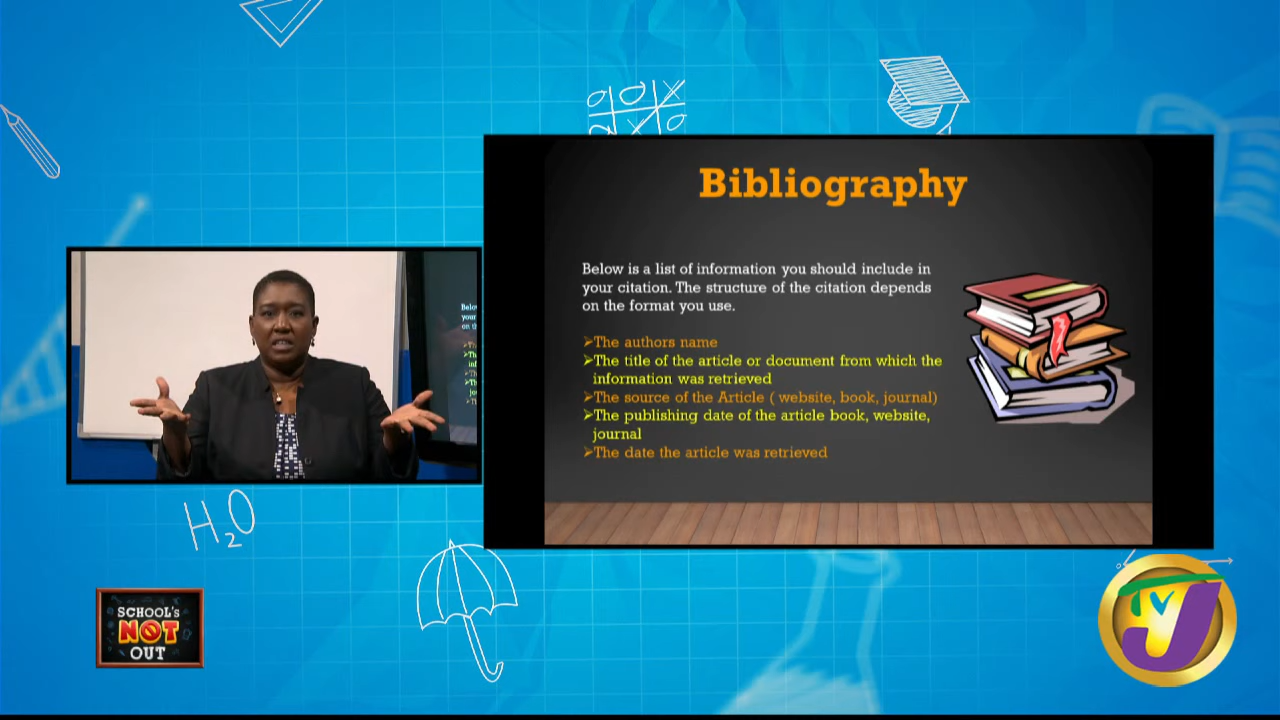 Bibliography
Below is a list of information you should include in
your citation. The structure of the citation depends
on the format you use.
➢The authors name
➢The title of the article or document from which the
information was retrieved
➢The source of the Article ( website, book, journal)
➢The publishing date of the article book, website,
journal
➢The date the article was retrieved
H₂O
SCHOOL's
NOT
OUT
TVJ